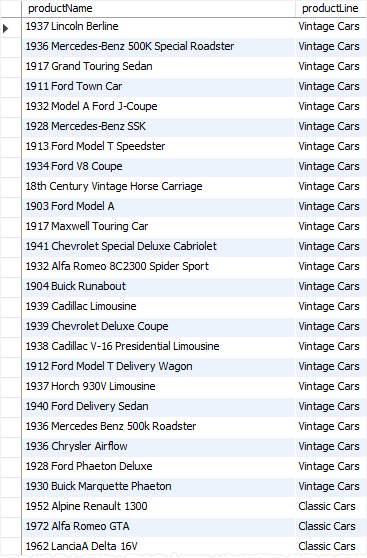 productName productLine
1937 Lincoln Berline Vintage Cars
1936 Mercedes-Benz 500K Special Roadster Vintage Cars
1917 Grand Touring Sedan Vintage Cars
1911 Ford Town Car Vintage Cars
1932 Model A Ford J-Coupe Vintage Cars
1928 Mercedes-Benz SSK Vintage Cars
1913 Ford Model T Speedster Vintage Cars
1934 Ford V8 Coupe Vintage Cars
18th Century Vintage Horse Carriage Vintage Cars
1903 Ford Model A Vintage Cars
1917 Maxwell Touring Car Vintage Cars
1941 Chevrolet Special Deluxe Cabriolet Vintage Cars
1932 Alfa Romeo 8C2300 Spider Sport Vintage Cars
1904 Buick Runabout Vintage Cars
1939 Cadillac Limousine Vintage Cars
1939 Chevrolet Deluxe Coupe Vintage Cars
1938 Cadillac V-16 Presidential Limousine Vintage Cars
1912 Ford Model T Delivery Wagon Vintage Cars
1937 Horch 930V Limousine Vintage Cars
1940 Ford Delivery Sedan Vintage Cars
1936 Mercedes Benz 500k Roadster Vintage Cars
1936 Chrysler Airflow Vintage Cars
1928 Ford Phaeton Deluxe Vintage Cars
1930 Buick Marquette Phaeton Vintage Cars
1952 Alpine Renault 1300 Classic Cars
1972 Alfa Romeo GTA Classic Cars
1962 LanciaA Delta 16V Classic Cars